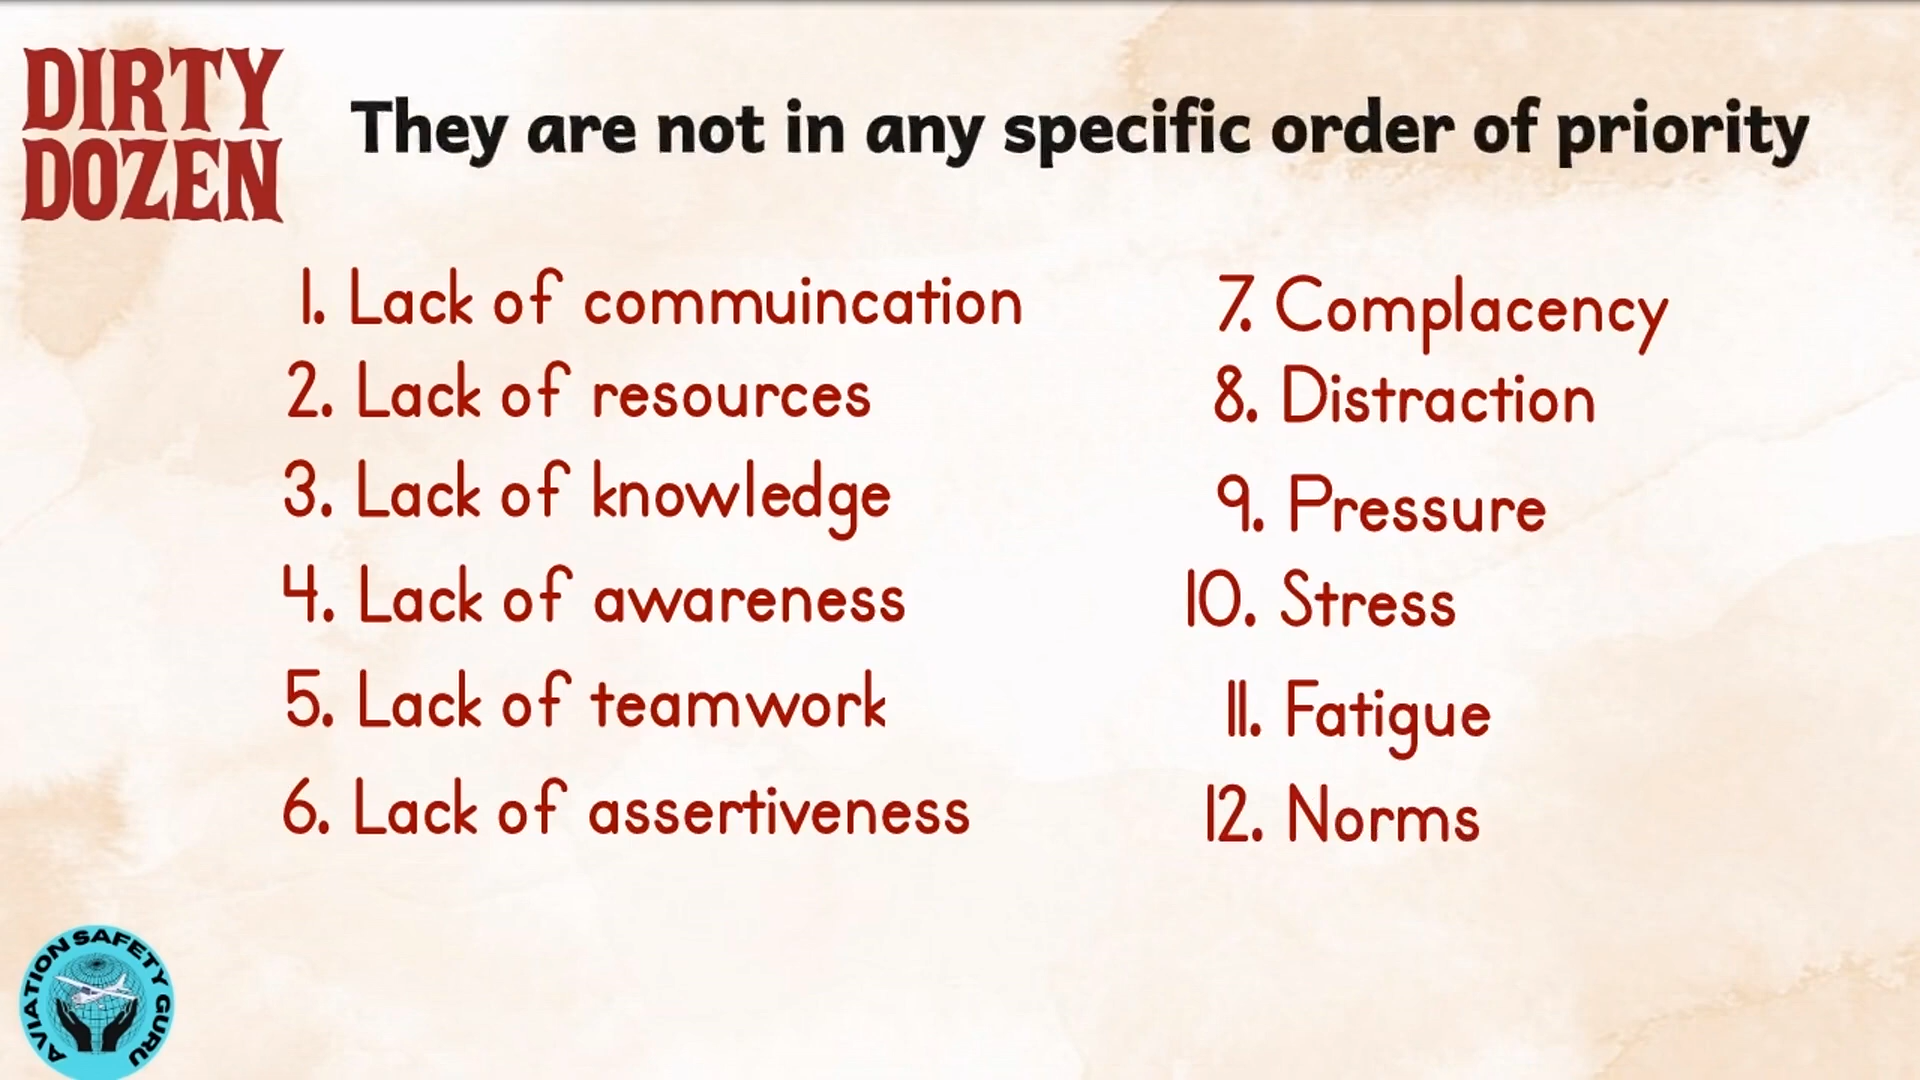 DIRTY
DOZEN
They are not in any specific order of priority
1. Lack of commuincation
2. Lack of resources
3. Lack of knowledge
4. Lack of awareness
5. Lack of teamwork
6. Lack of assertiveness
7. Complacency
8. Distraction
9. Pressure
10. Stress
11. Fatigue
12. Norms
AVIATION SAFETY GURU